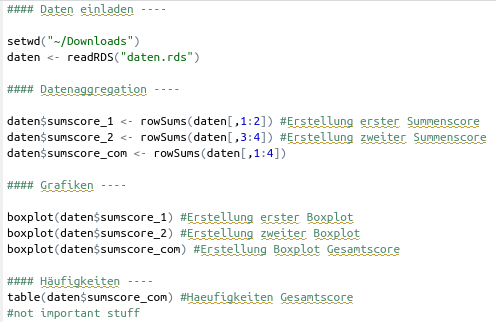 #### Daten einladen ----
setwd("~/Downloads")
daten <- readRDS("daten.rds")
#### Datenaggregation ----
daten$sumscore_1 <- rowSums(daten[,1:2]) #Erstellung erster Summenscore
daten$sumscore_2 <- rowSums(daten[,3:4]) #Erstellung zweiter Summenscore
daten$sumscore_com <- rowSums(daten[,1:4])
#### Grafiken ----
boxplot(daten$sumscore_1) #Erstellung erster Boxplot
boxplot(daten$sumscore_2) #Erstellung zweiter Boxplot
boxplot(daten$sumscore_com) #Erstellung Boxplot Gesamtscore
#### Häufigkeiten ----
table(daten$sumscore_com) #Haeufigkeiten Gesamtscore
#not important stuff